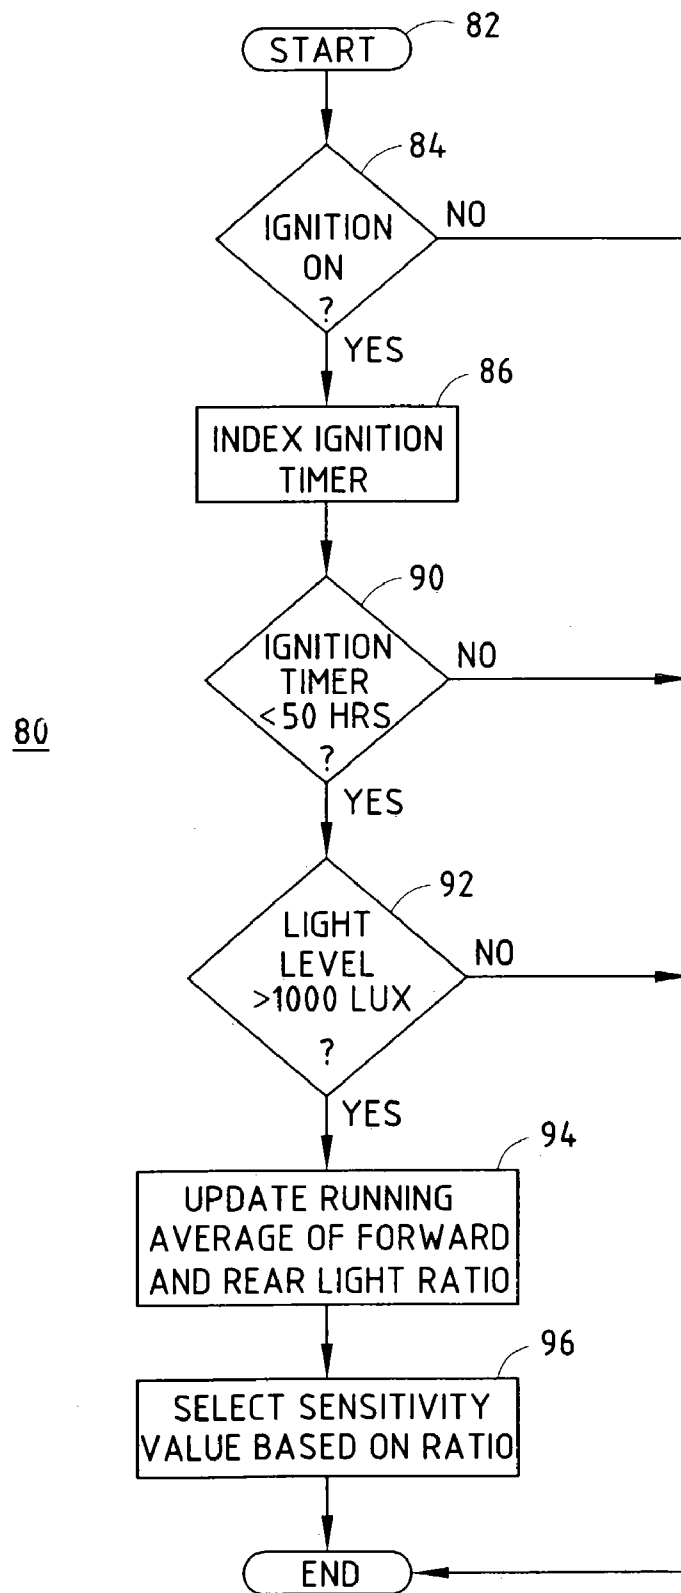 START
82
84
IGNITION
ON
?
NO
YES
86
INDEX IGNITION
TIMER
90
IGNITION
TIMER
<50 HRS
?
NO
80
YES
92
LIGHT
LEVEL
>1000 LUX
?
NO
YES
94
UPDATE RUNNING
AVERAGE OF FORWARD
AND REAR LIGHT RATIO
96
SELECT SENSITIVITY
VALUE BASED ON RATIO
END